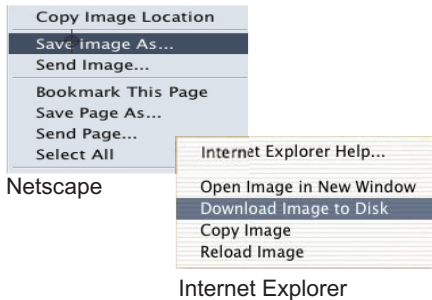 Copy Image Location
Save Image As...
Send Image...
Bookmark This Page
Save Page As...
Send Page...
Select All
Netscape
Internet Explorer Help...
Open Image in New Window
Download Image to Disk
Copy Image
Reload Image
Internet Explorer